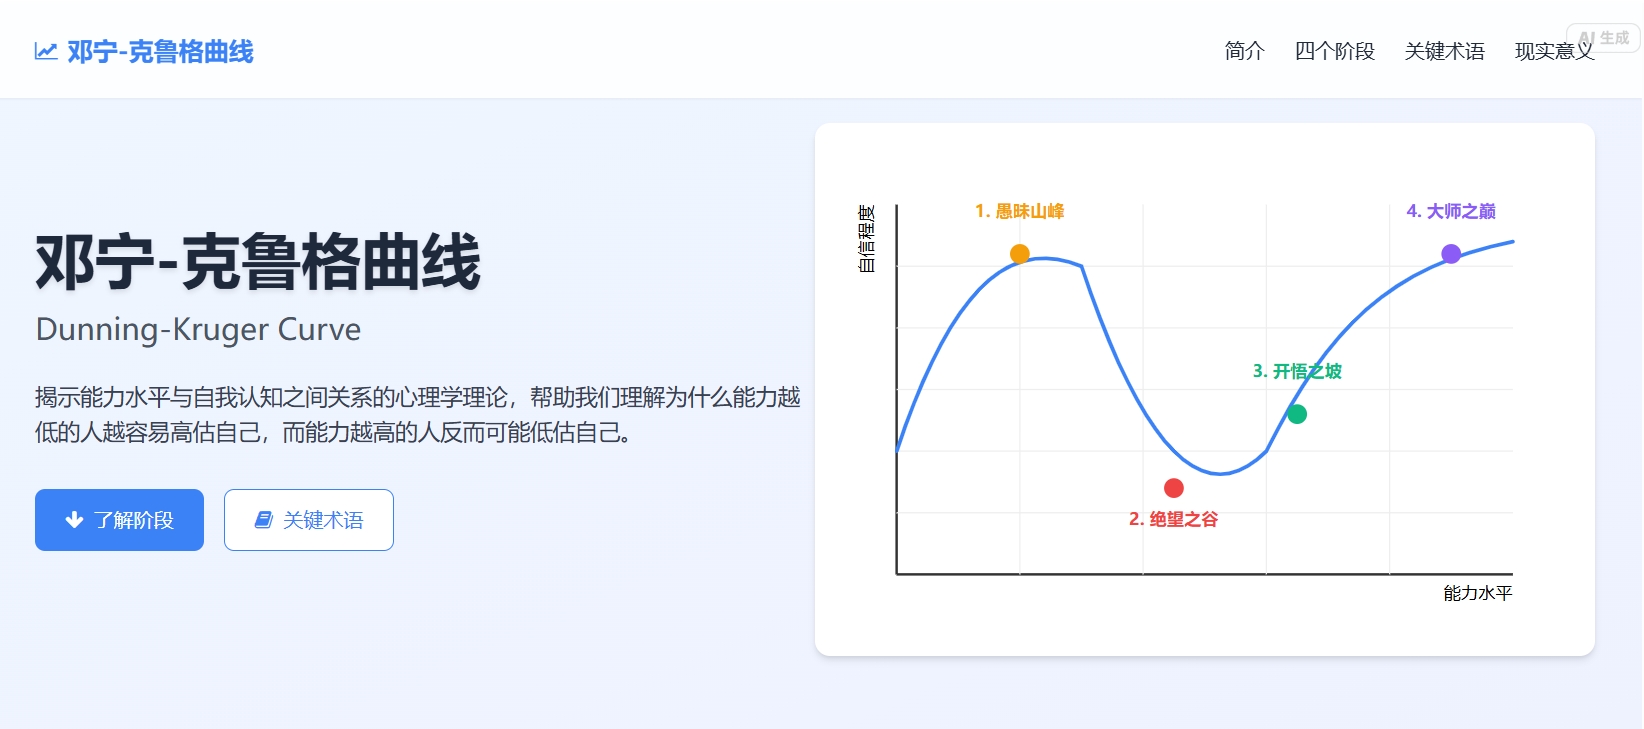 邓宁-克鲁格曲线
简介
四个阶段
关键术语
现实意义
AI 生成
邓宁-克鲁格曲线
Dunning-Kruger Curve
揭示能力水平与自我认知之间关系的心理学理论，帮助我们理解为什么能力越
低的人越容易高估自己，而能力越高的人反而可能低估自己。
了解阶段
关键术语
自信程度
1. 愚昧山峰
4. 大师之巅
3. 开悟之坡
2. 绝望之谷
能力水平